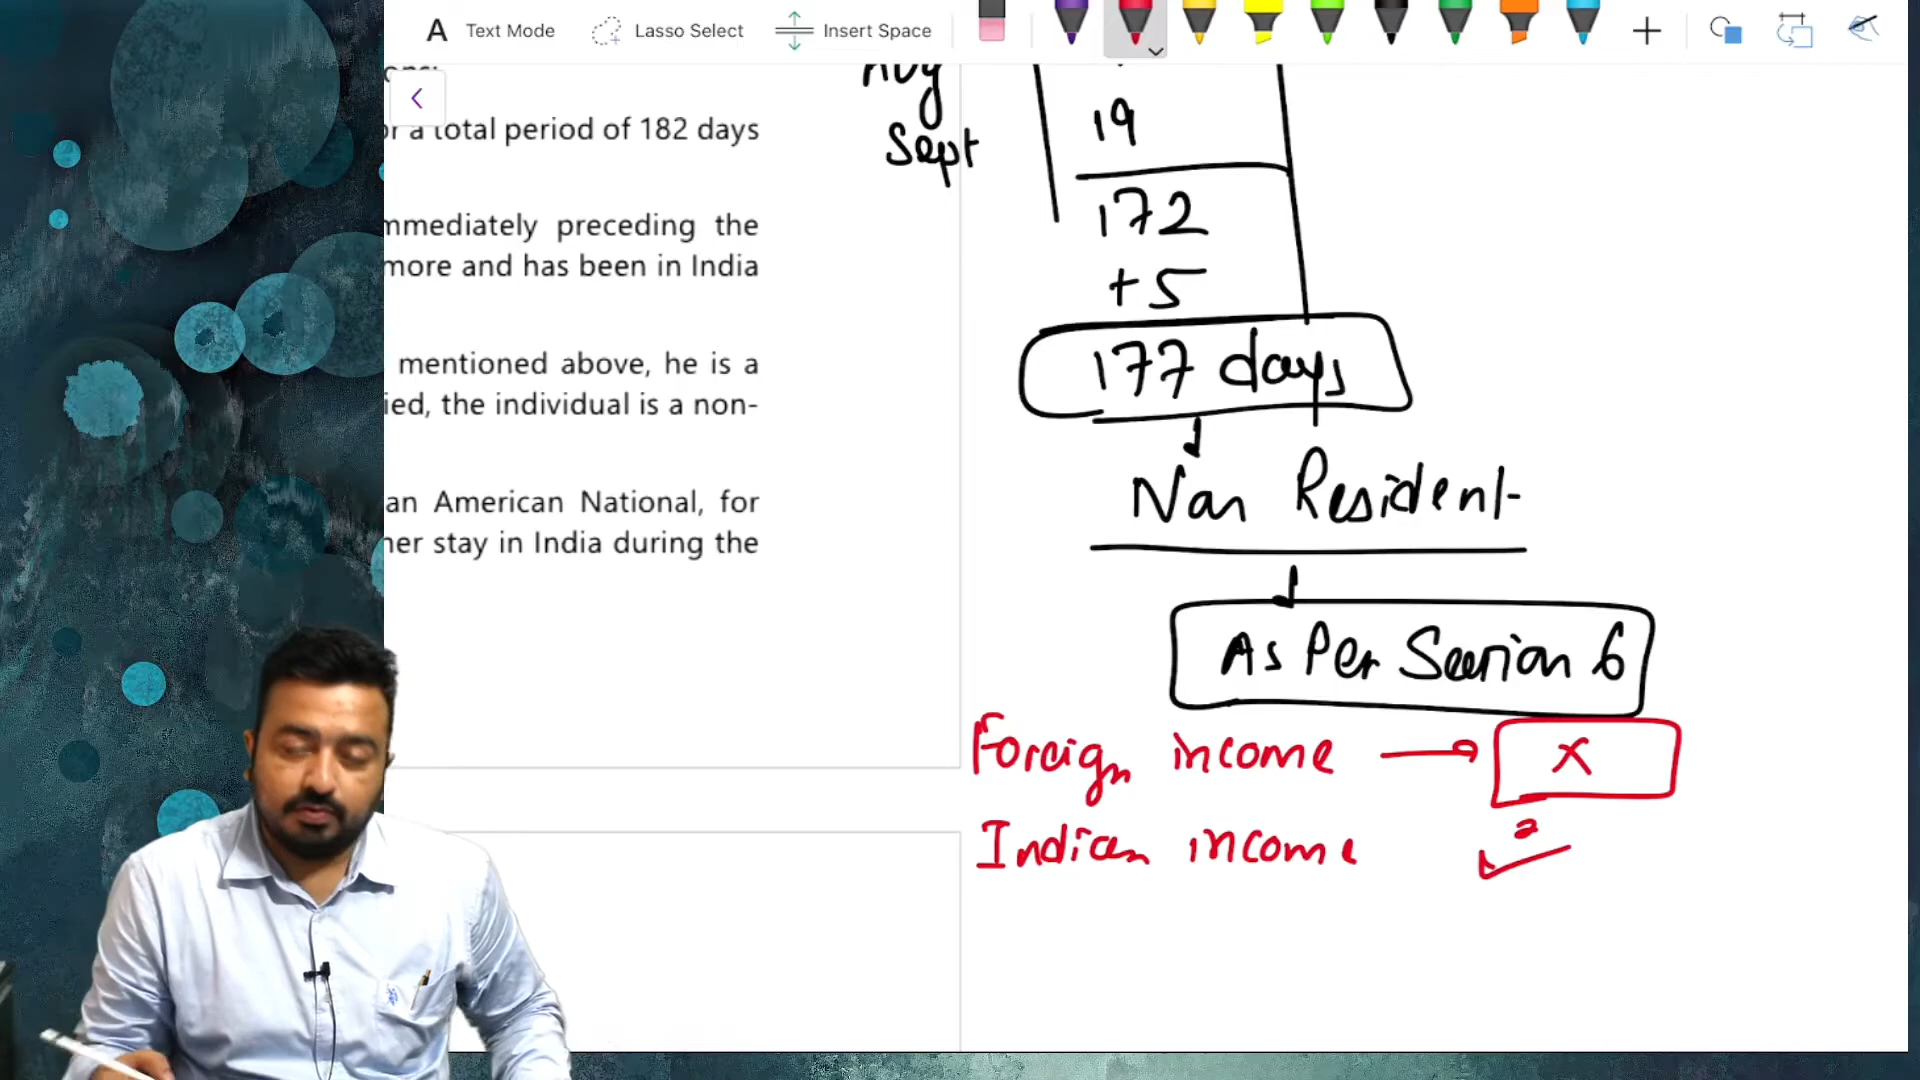 A Text Mode Lasso Select Insert Space
or a total period of 182 days
mmediately preceding the
more and has been in India
mentioned above, he is a
ied, the individual is a non-
an American National, for
her stay in India during the
Aug
Sept
19
172
+5
177 days
Non Resident
As Per Section 6
Foreign income → X
Indian income ✓